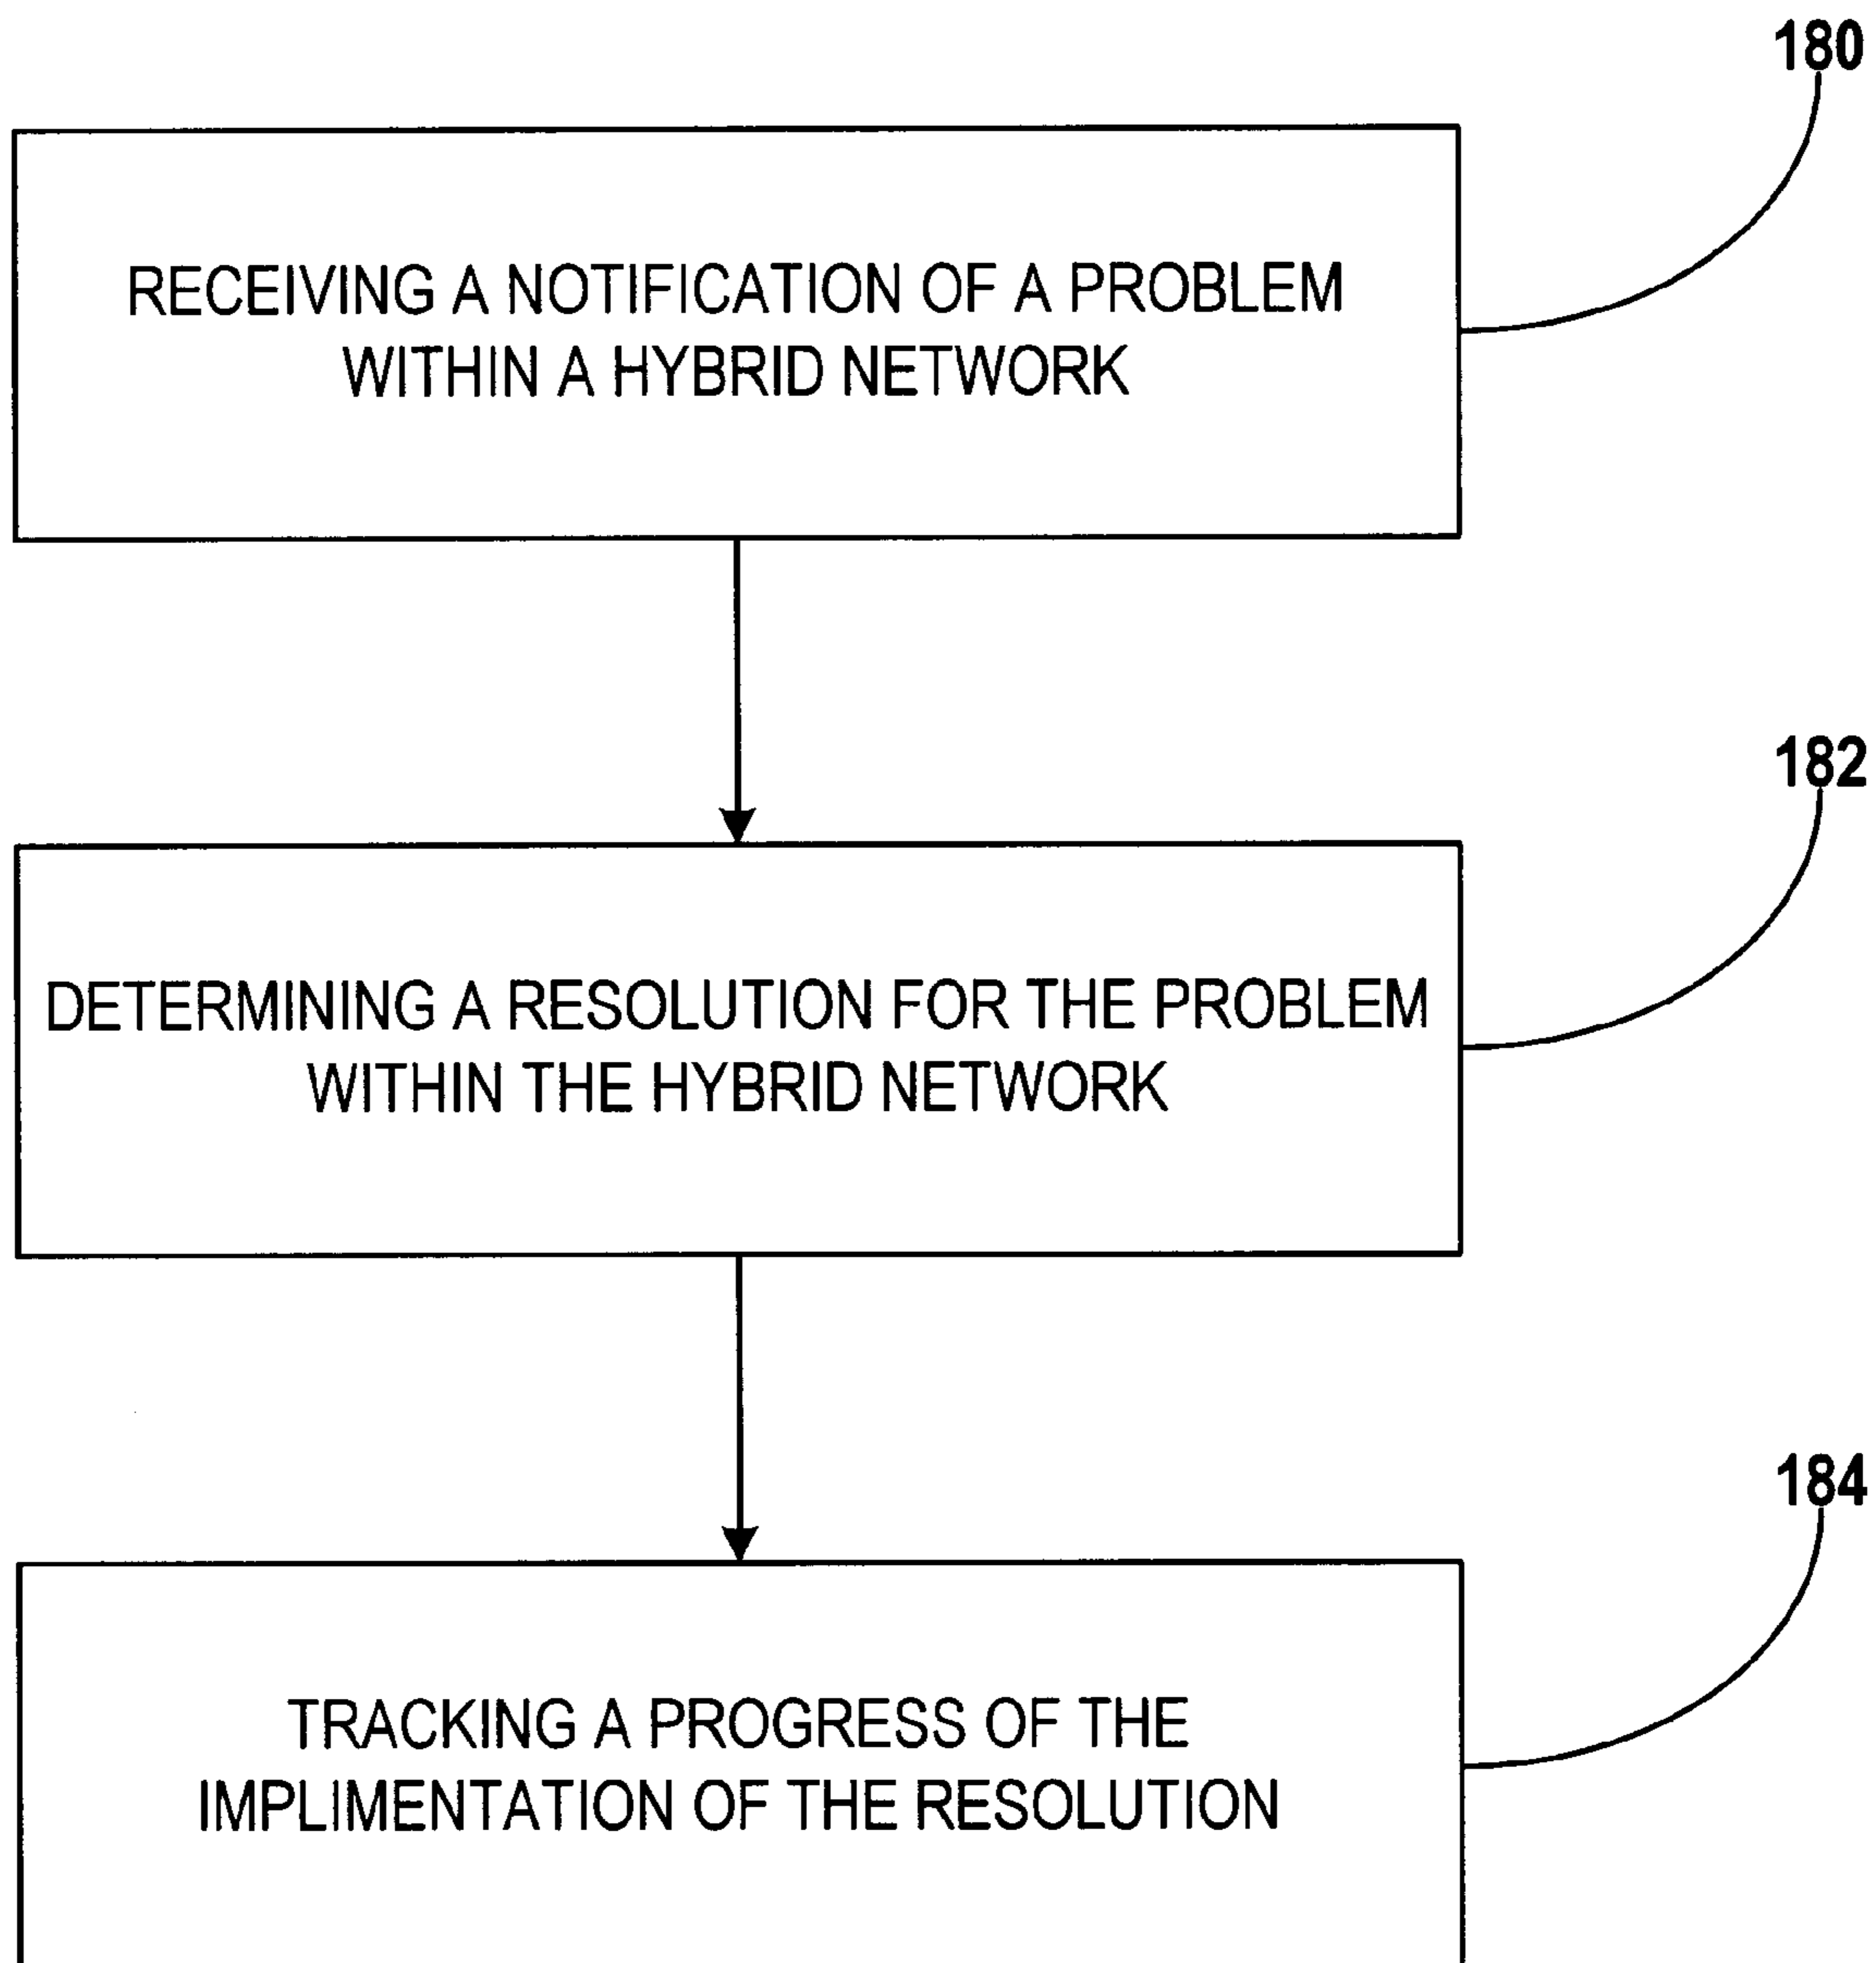 180
RECEIVING A NOTIFICATION OF A PROBLEM
WITHIN A HYBRID NETWORK
182
DETERMINING A RESOLUTION FOR THE PROBLEM
WITHIN THE HYBRID NETWORK
184
TRACKING A PROGRESS OF THE
IMPLIMENTATION OF THE RESOLUTION